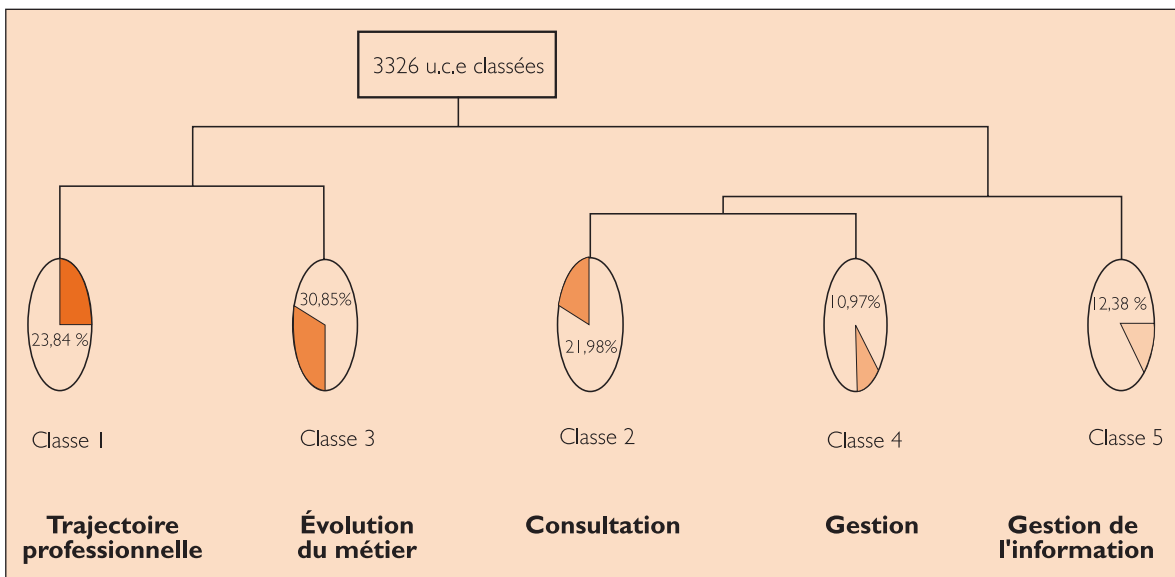 3326 u.c.e classées
23,84 %
30,85%
21,98%
10,97%
12,38 %
Classe 1
Classe 3
Classe 2
Classe 4
Classe 5
Trajectoire
professionnelle
Évolution
du métier
Consultation
Gestion
Gestion de
l'information